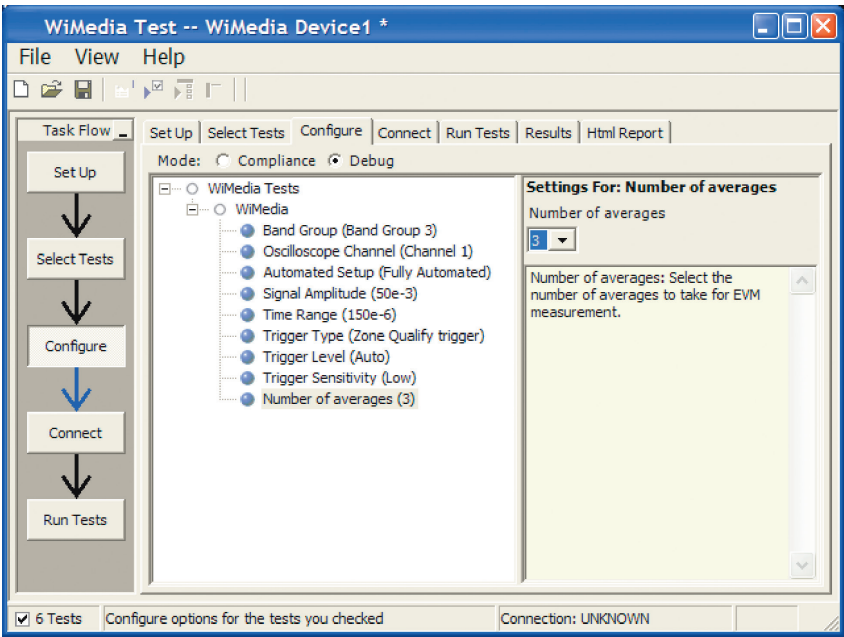 WiMedia Test -- WiMedia Device1 *
File View Help
Task Flow
Set Up
Select Tests
Configure
Connect
Run Tests
Set Up Select Tests Configure Connect Run Tests Results Html Report
Mode: Compliance Debug
WiMedia Tests
WiMedia
Band Group (Band Group 3)
Oscilloscope Channel (Channel 1)
Automated Setup (Fully Automated)
Signal Amplitude (50e-3)
Time Range (150e-6)
Trigger Type (Zone Qualify trigger)
Trigger Level (Auto)
Trigger Sensitivity (Low)
Number of averages (3)
Settings For: Number of averages
Number of averages
3
Number of averages: Select the
number of averages to take for EVM
measurement.
6 Tests Configure options for the tests you checked Connection: UNKNOWN